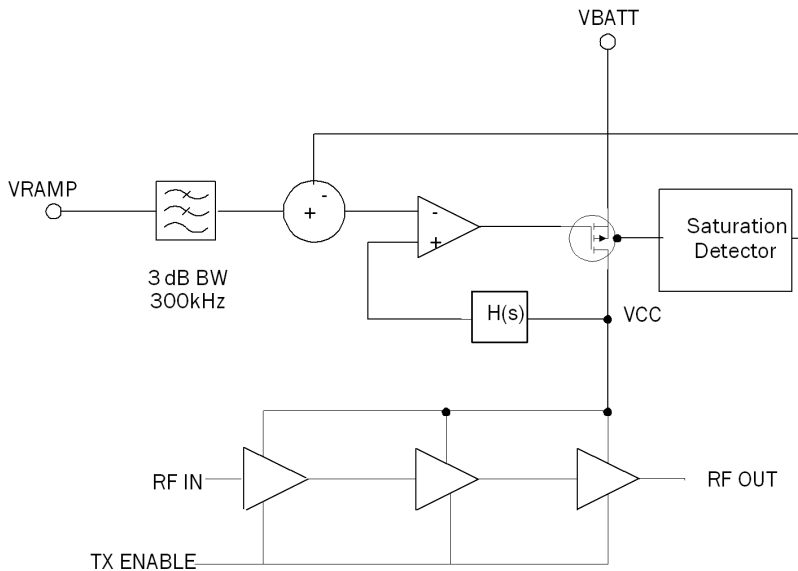 VBATT
VRAMP
-
+
-
+
Saturation
Detector
3 dB BW
300kHz
H(s)
VCC
RF IN
RF OUT
TX ENABLE